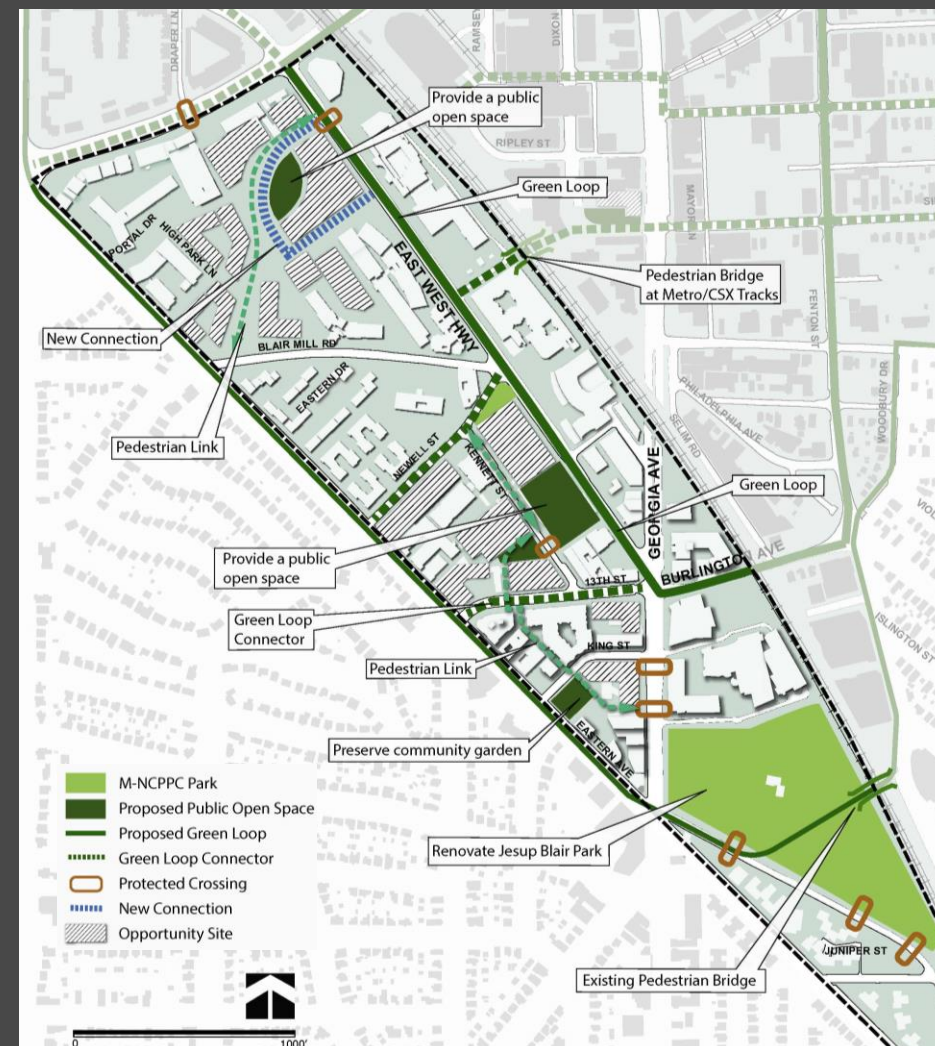 DRAPER LN
RAMSEY
DIXON
Provide a public
open space
RIPLEY ST
Green Loop
MAYOR LN
PORTAL DR
HIGH PARK LN
EAST WEST HWY
Pedestrian Bridge
at Metro/CSX Tracks
FENTON ST
New Connection
BLAIR MILL RD
EASTERN DR
PHILADELPHIA AVE
WOODBURY DR
SELIM RD
Pedestrian Link
NEWELL ST
KENNETT ST
GEORGIA AVE
Green Loop
Provide a public
open space
13TH ST
BURLINGTON AVE
Green Loop
Connector
ISLINGTON ST
KING ST
Pedestrian Link
Preserve community garden
EASTERN AVE
Renovate Jesup Blair Park
M-NCPPC Park
Proposed Public Open Space
Proposed Green Loop
Green Loop Connector
Protected Crossing
New Connection
Opportunity Site
JUNIPER ST
Existing Pedestrian Bridge
0 1000'